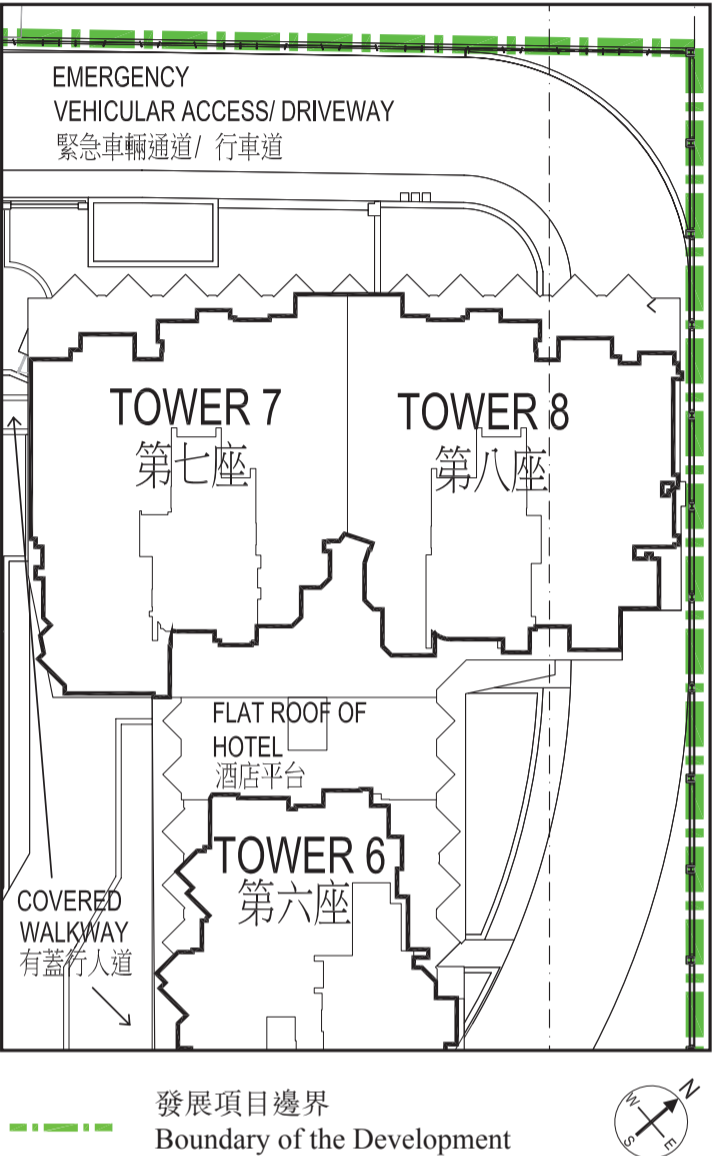 EMERGENCY
VEHICULAR ACCESS/ DRIVEWAY
緊急車輛通道/ 行車道
TOWER 7
第七座
TOWER 8
第八座
FLAT ROOF OF
HOTEL
酒店平台
TOWER 6
第六座
COVERED
WALKWAY
有蓋行人道
發展項目邊界
Boundary of the Development
N
W
E
S